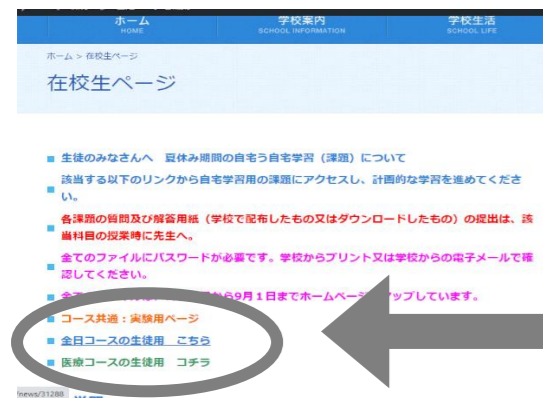 ホーム
HOME
学校案内
SCHOOL INFORMATION
学校生活
SCHOOL LIFE
ホーム > 在校生ページ
在校生ページ
生徒のみなさんへ 夏休み期間の自宅う自宅学習（課題）について
該当する以下のリンクから自宅学習用の課題にアクセスし、計画的な学習を進めてくださ
い。
各課題の質問及び解答用紙（学校で配布したもの又はダウンロードしたもの）の提出は、該
当科目の授業時に先生へ。
全てのファイルにパスワードが必要です。学校からプリント又は学校からの電子メールで確
認してください。
から9月1日までホームペー
アップしています。
コース共通：実験用ページ
全日コースの生徒用 こちら
医療コースの生徒用 コチラ
/news/31288